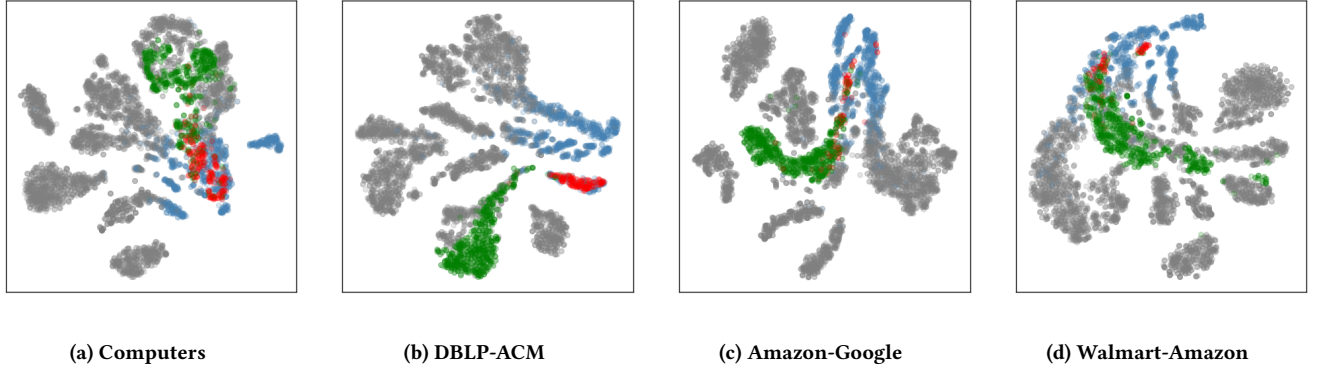 (a) Computers
(b) DBLP-ACM
(c) Amazon-Google
(d) Walmart-Amazon